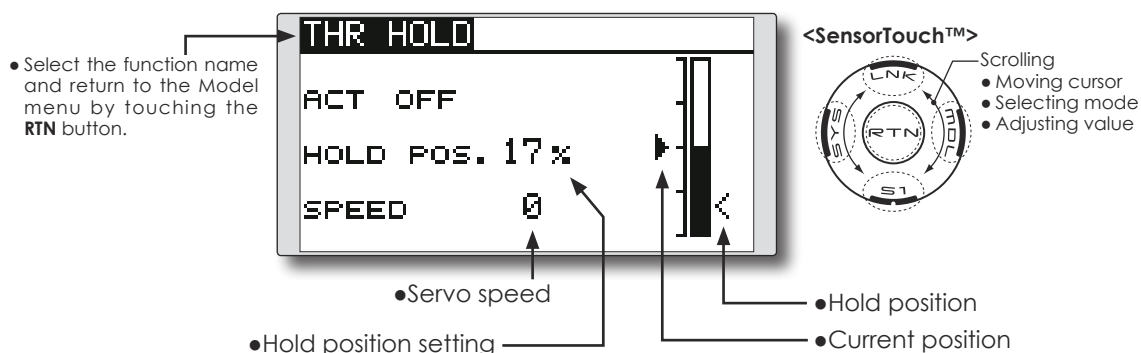 THR HOLD
● Select the function name
and return to the Model
menu by touching the
RTN button.
ACT OFF
HOLD POS. 17%
SPEED 0
<
●Servo speed
●Hold position setting
●Hold position
●Current position
<SensorTouch™>
Scrolling
● Moving cursor
● Selecting mode
● Adjusting value
LNK
SYS
RTN
MDL
S1